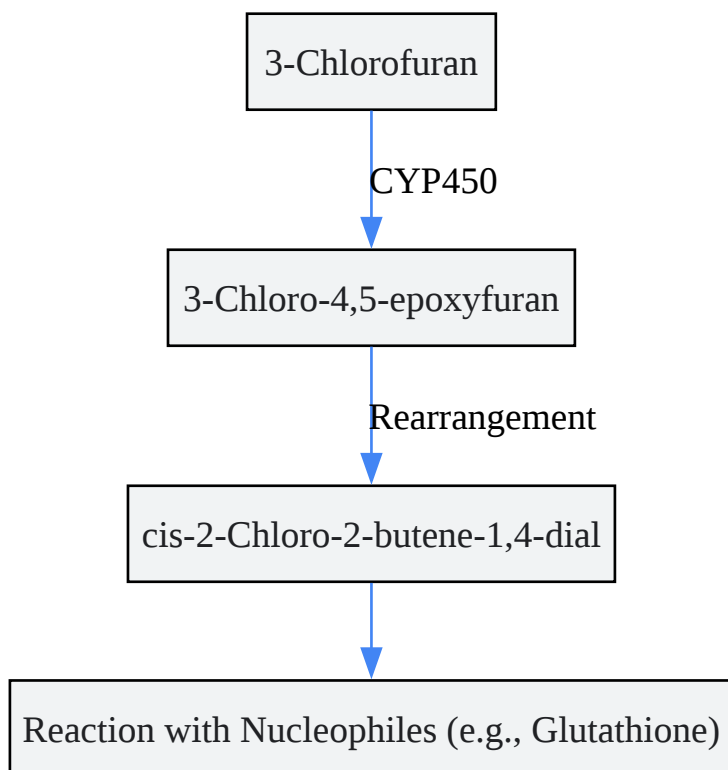 3-Chlorofuran
CYP450
3-Chloro-4,5-epoxyfuran
Rearrangement
cis-2-Chloro-2-butene-1,4-dial
Reaction with Nucleophiles (e.g., Glutathione)